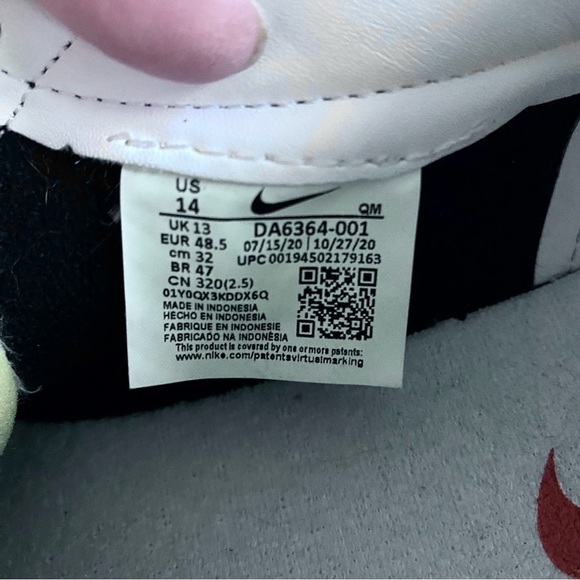 US
14
QM
UK 13
DA6364-001
EUR 48.5
07/15/20 | 10/27/20
cm 32
UPC 00194502179163
BR 47
CN 320(2.5)
01Y0QX3KDDX6Q
MADE IN INDONESIA
HECHO EN INDONESIA
FABRIQUE EN INDONESIE
FABRICADO NA INDONÉSIA
This product is covered by one or more patents:
www.nike.com/patentsvirtualmarking